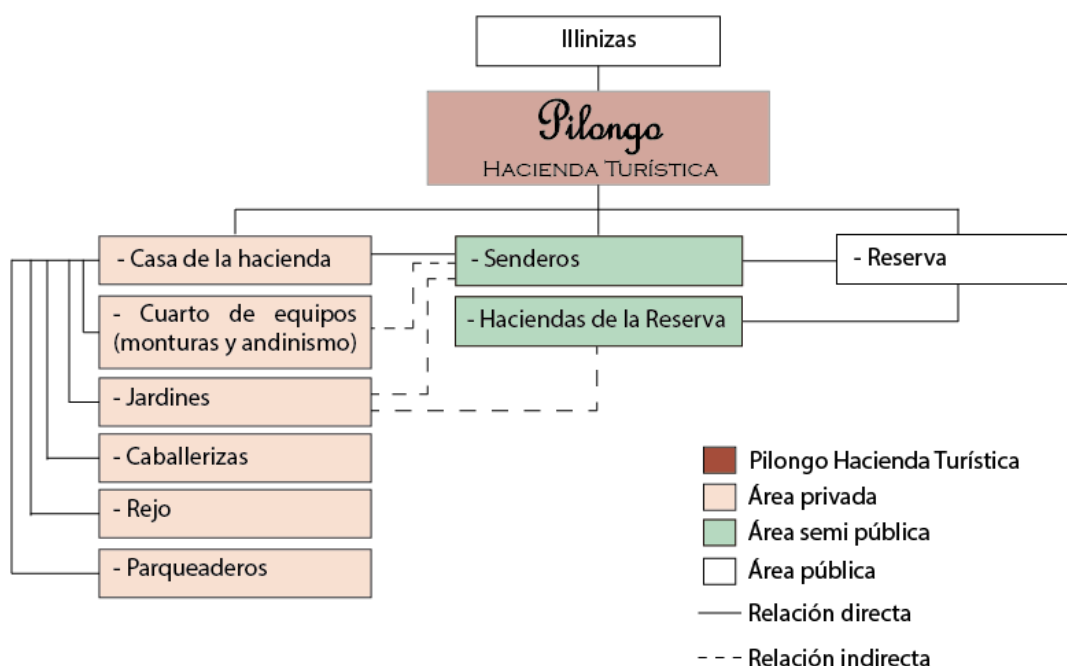 Illinizas
Pilongo
HACIENDA TURÍSTICA
- Casa de la hacienda
- Cuarto de equipos
(monturas y andinismo)
- Jardines
- Caballerizas
- Rejo
- Parqueaderos
- Senderos
- Haciendas de la Reserva
- Reserva
Pilongo Hacienda Turística
Área privada
Área semi pública
Área pública
Relación directa
Relación indirecta